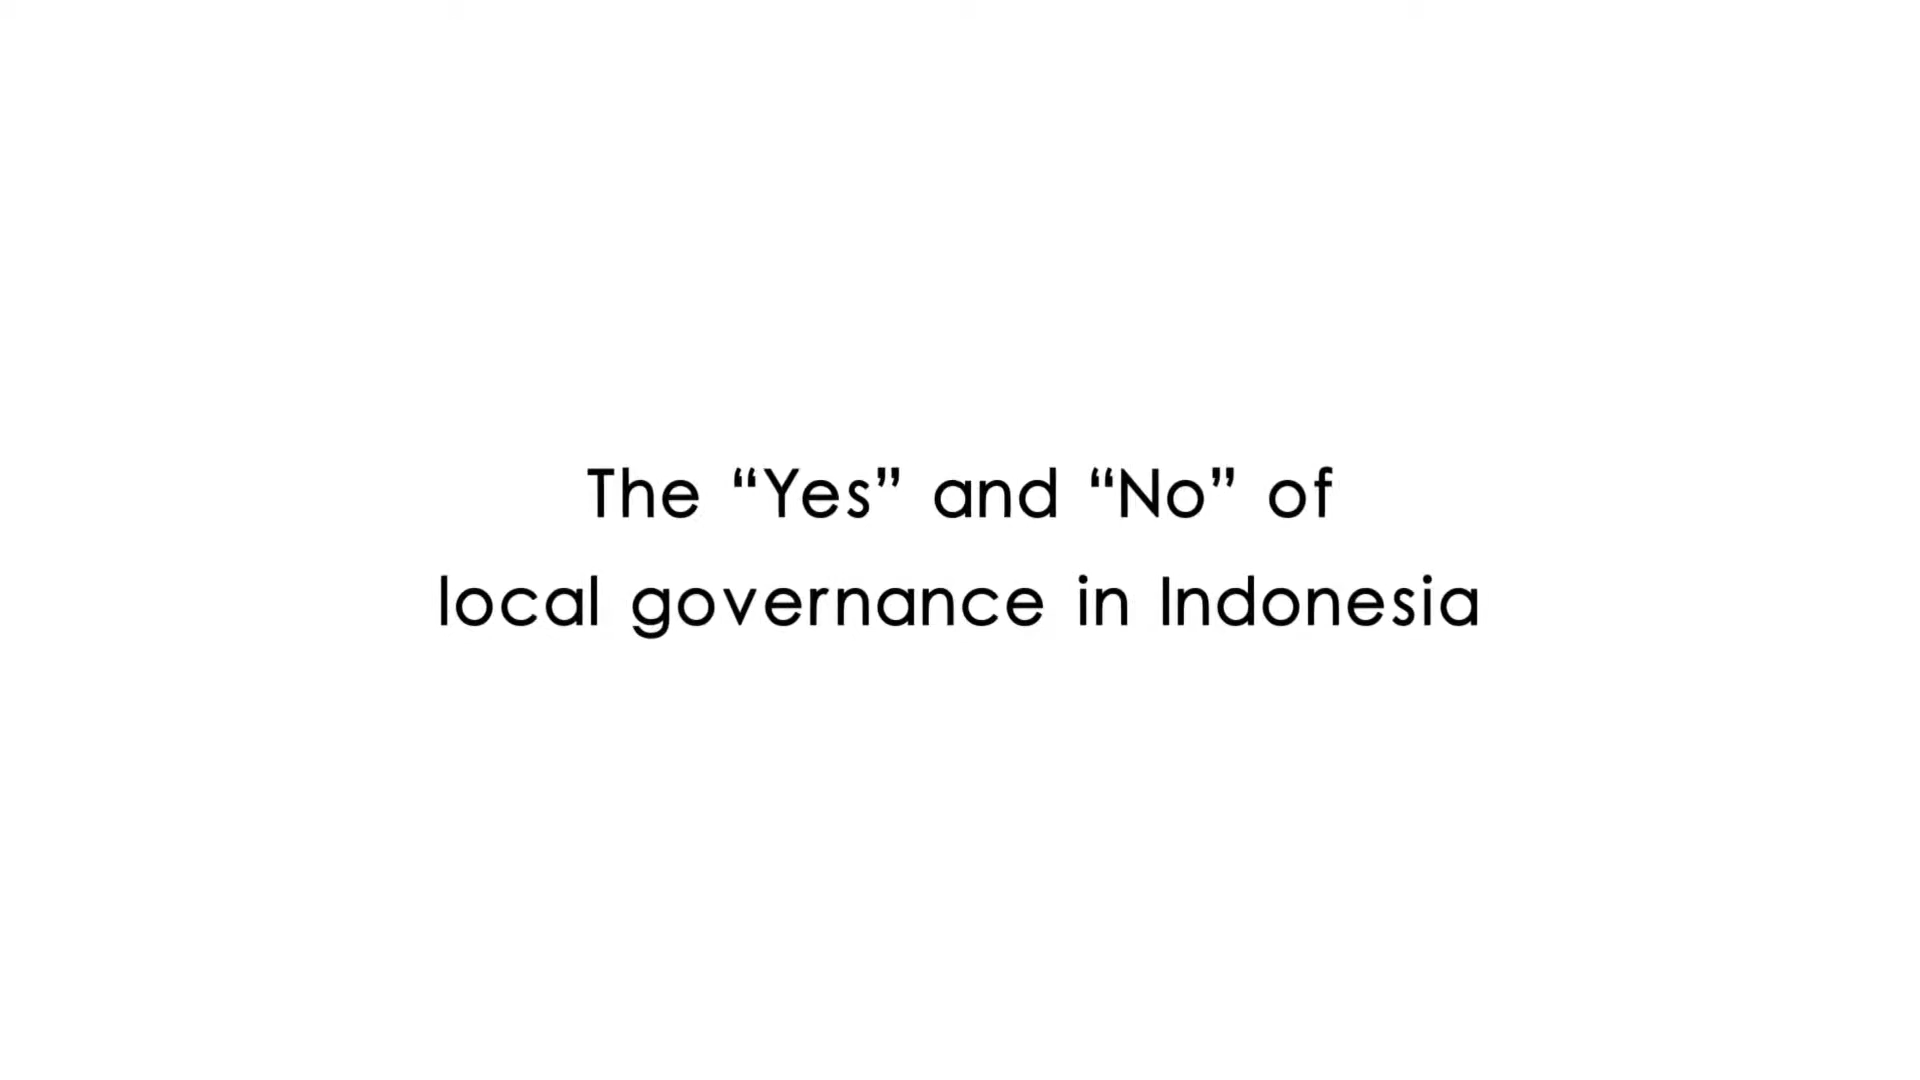 The “Yes” and “No” of
local governance in Indonesia